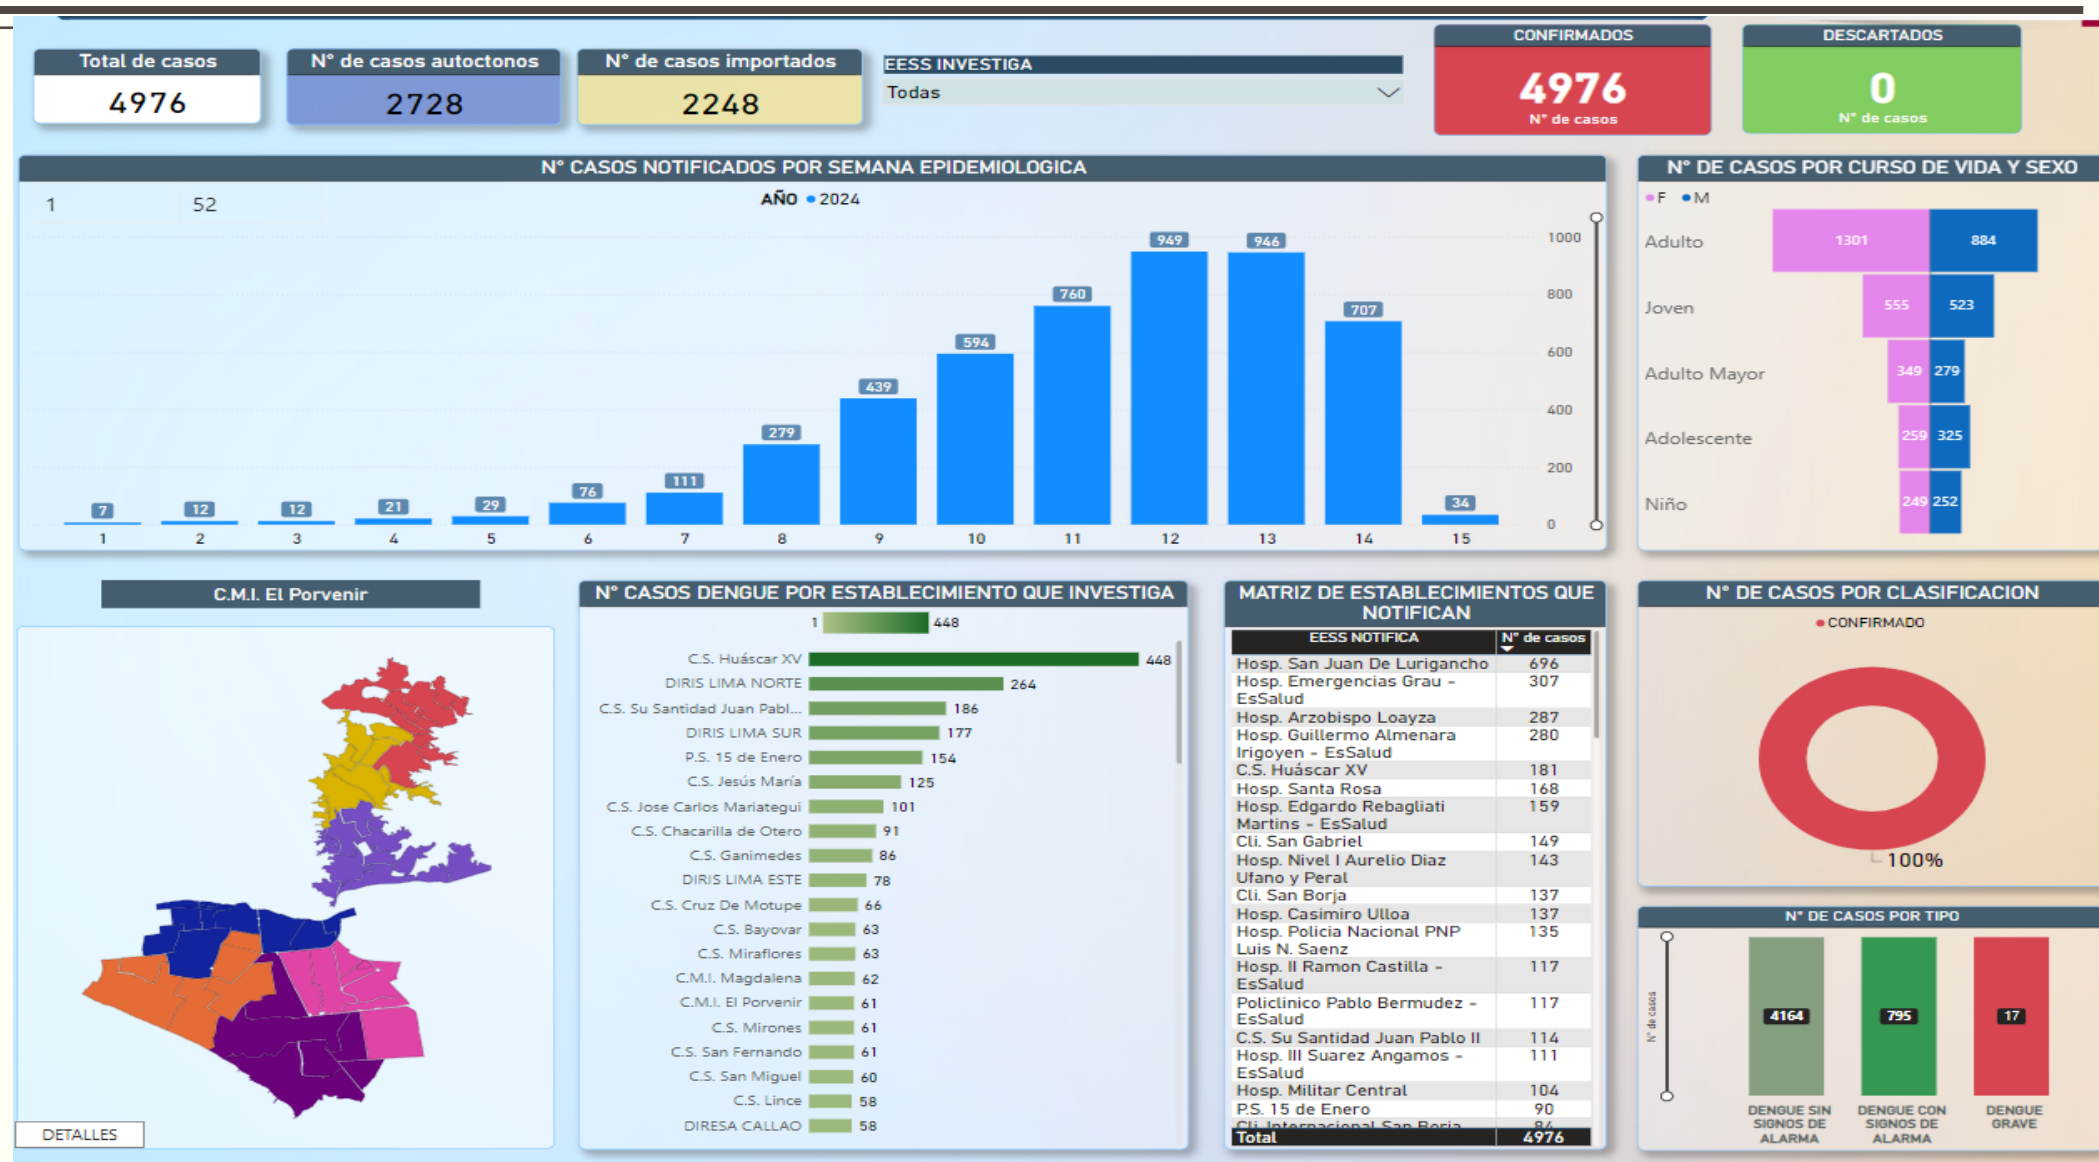 Total de casos
4976
N° de casos autoctonos
2728
N° de casos importados
2248
EESS INVESTIGA
Todas
CONFIRMADOS
4976
N° de casos
DESCARTADOS
0
N° de casos
N° CASOS NOTIFICADOS POR SEMANA EPIDEMIOLOGICA
1 52
AÑO 2024
1000
800
600
400
200
0
7
12
12
21
29
76
111
279
439
594
760
949
946
707
34
1 2 3 4 5 6 7 8 9 10 11 12 13 14 15
N° DE CASOS POR CURSO DE VIDA Y SEXO
F M
Adulto 1301 884
Joven 555 523
Adulto Mayor 349 279
Adolescente 259 325
Niño 249 252
C.M.I. El Porvenir
DETALLES
N° CASOS DENGUE POR ESTABLECIMIENTO QUE INVESTIGA
1 448
C.S. Huáscar XV 448
DIRIS LIMA NORTE 264
C.S. Su Santidad Juan Pabl... 186
DIRIS LIMA SUR 177
P.S. 15 de Enero 154
C.S. Jesús María 125
C.S. Jose Carlos Mariategui 101
C.S. Chacarilla de Otero 91
C.S. Ganimedes 86
DIRIS LIMA ESTE 78
C.S. Cruz De Motupe 66
C.S. Bayovar 63
C.S. Miraflores 63
C.M.I. Magdalena 62
C.M.I. El Porvenir 61
C.S. Mirones 61
C.S. San Fernando 61
C.S. San Miguel 60
C.S. Lince 58
DIRESA CALLAO 58
MATRIZ DE ESTABLECIMIENTOS QUE
NOTIFICAN
EESS NOTIFICA N° de casos
Hosp. San Juan De Lurigancho 696
Hosp. Emergencias Grau - 307
EsSalud
Hosp. Arzobispo Loayza 287
Hosp. Guillermo Almenara 280
Irigoyen - EsSalud
C.S. Huáscar XV 181
Hosp. Santa Rosa 168
Hosp. Edgardo Rebagliati 159
Martins - EsSalud
Cli. San Gabriel 149
Hosp. Nivel I Aurelio Diaz 143
Ufano y Peral
Cli. San Borja 137
Hosp. Casimiro Ulloa 137
Hosp. Policia Nacional PNP 135
Luis N. Saenz
Hosp. II Ramon Castilla - 117
EsSalud
Policlinico Pablo Bermudez - 117
EsSalud
C.S. Su Santidad Juan Pablo II 114
Hosp. III Suarez Angamos - 111
EsSalud
Hosp. Militar Central 104
P.S. 15 de Enero 90
Cli. Internacional San Borja 84
Total 4976
N° DE CASOS POR CLASIFICACION
CONFIRMADO
100%
N° DE CASOS POR TIPO
N° de casos
4164
795
17
DENGUE SIN
SIGNOS DE
ALARMA
DENGUE CON
SIGNOS DE
ALARMA
DENGUE
GRAVE